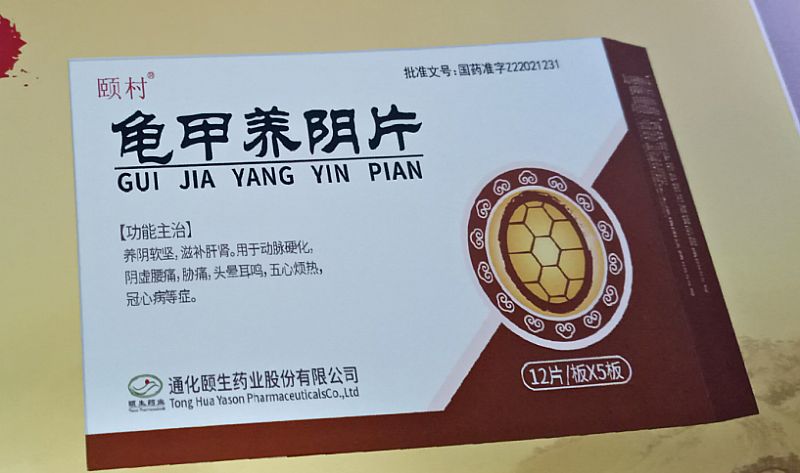 颐村®
批准文号:国药准字Z22021231
龟甲养阴片
GUI JIA YANG YIN PIAN
【功能主治】
养阴软坚,滋补肝肾。用于动脉硬化,
阴虚腰痛,胁痛,头晕耳鸣,五心烦热,
冠心病等症。
12片/板X5板
颐生药业
通化颐生药业股份有限公司
Tong Hua Yason PharmaceuticalsCo.,Ltd